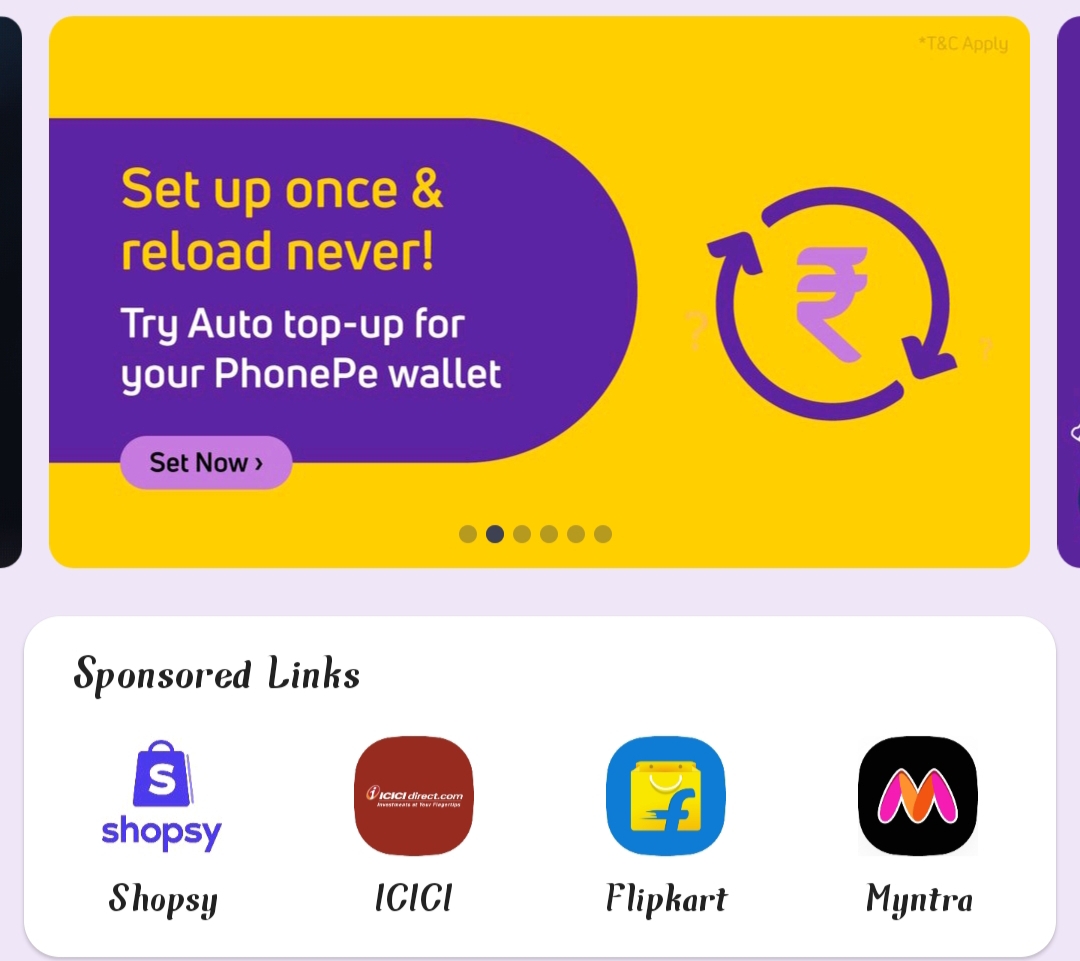 *T&C Apply
Set up once &
reload never!
Try Auto top-up for
your PhonePe wallet
Set Now ›
? ?
Sponsored Links
S
shopsy
ICICI direct.com
Investments at Your Fingertips
f
M
Shopsy
ICICI
Flipkart
Myntra